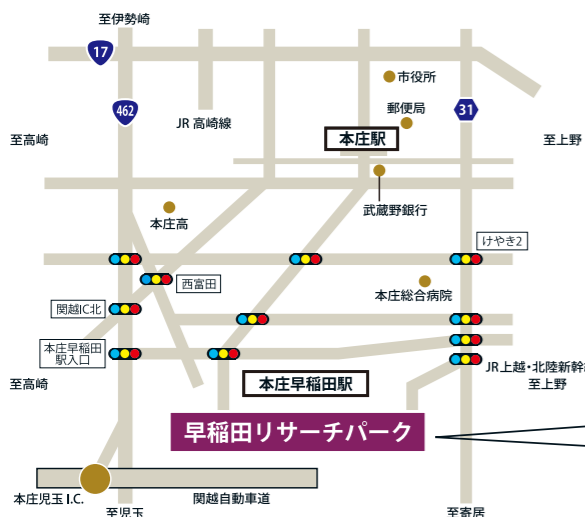 至伊勢崎
17
市役所
郵便局
462
31
JR 高崎線
本庄駅
至高崎
至上野
武蔵野銀行
本庄高
けやき2
西富田
本庄総合病院
関越IC北
本庄早稲田
駅入口
JR上越・北陸新幹
至高崎
本庄早稲田駅
至上野
早稲田リサーチパーク
本庄児玉 I.C.
関越自動車道
至児玉
至寄居